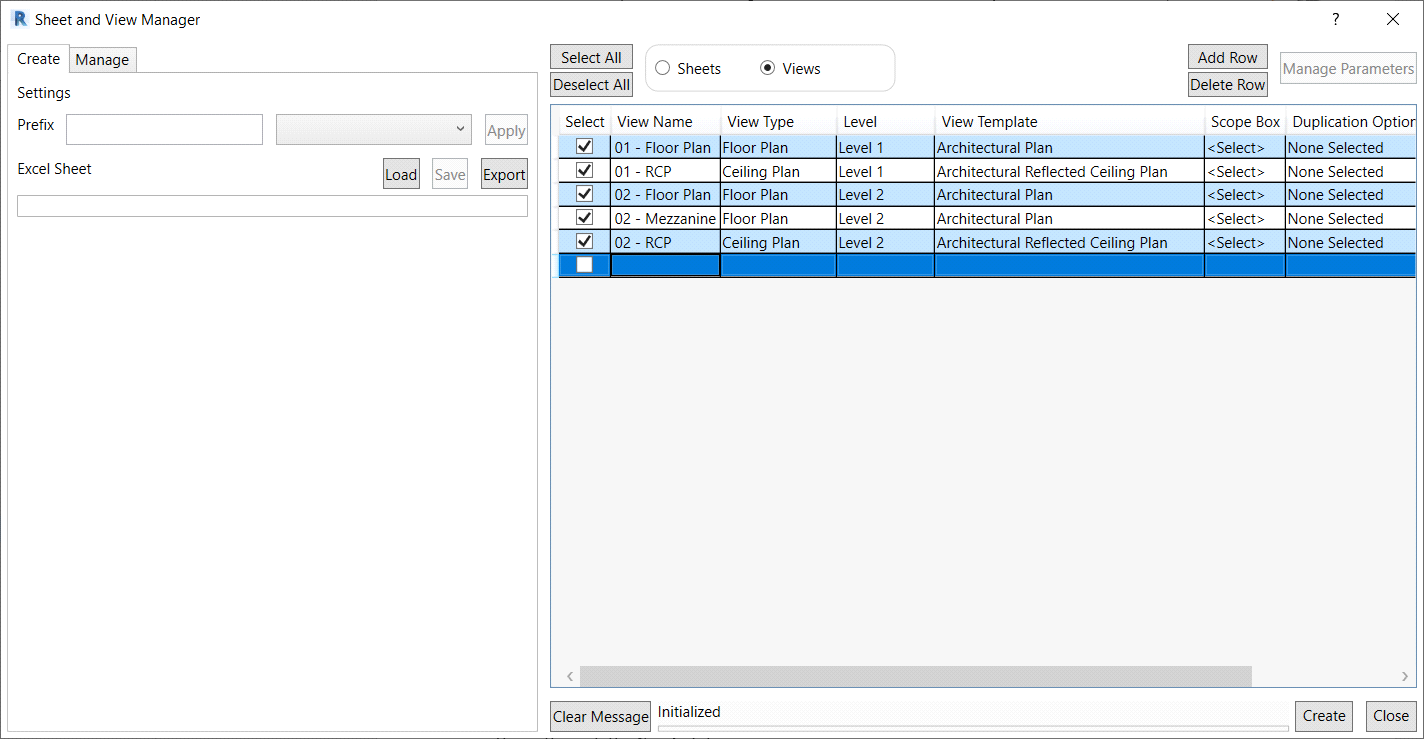 R Sheet and View Manager ?
Create Manage
Settings
Prefix Apply
Excel Sheet Load Save Export
Select All
Deselect All
Sheets Views
Add Row
Delete Row
Manage Parameters
Select View Name View Type Level View Template Scope Box Duplication Option
01 - Floor Plan Floor Plan Level 1 Architectural Plan <Select> None Selected
01 - RCP Ceiling Plan Level 1 Architectural Reflected Ceiling Plan <Select> None Selected
02 - Floor Plan Floor Plan Level 2 Architectural Plan <Select> None Selected
02 - Mezzanine Floor Plan Level 2 Architectural Plan <Select> None Selected
02 - RCP Ceiling Plan Level 2 Architectural Reflected Ceiling Plan <Select> None Selected
Clear Message Initialized Create Close